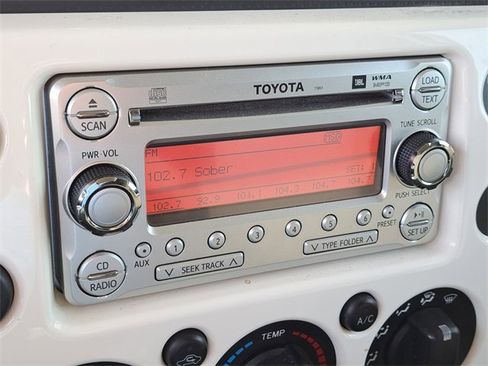 TOYOTA
JBL
WMA
MP3
LOAD
TEXT
SCAN
PWR·VOL
TUNE SCROLL
FM
102.7 Sober
SET: 1
102.7 92.9 101.1 104.3 104.7
PUSH SELECT
1 2 3 4 5 6
PRESET
SET UP
AUX
CD
RADIO
∨ SEEK TRACK ∧
∨ TYPE FOLDER ∧
A/C
TEMP